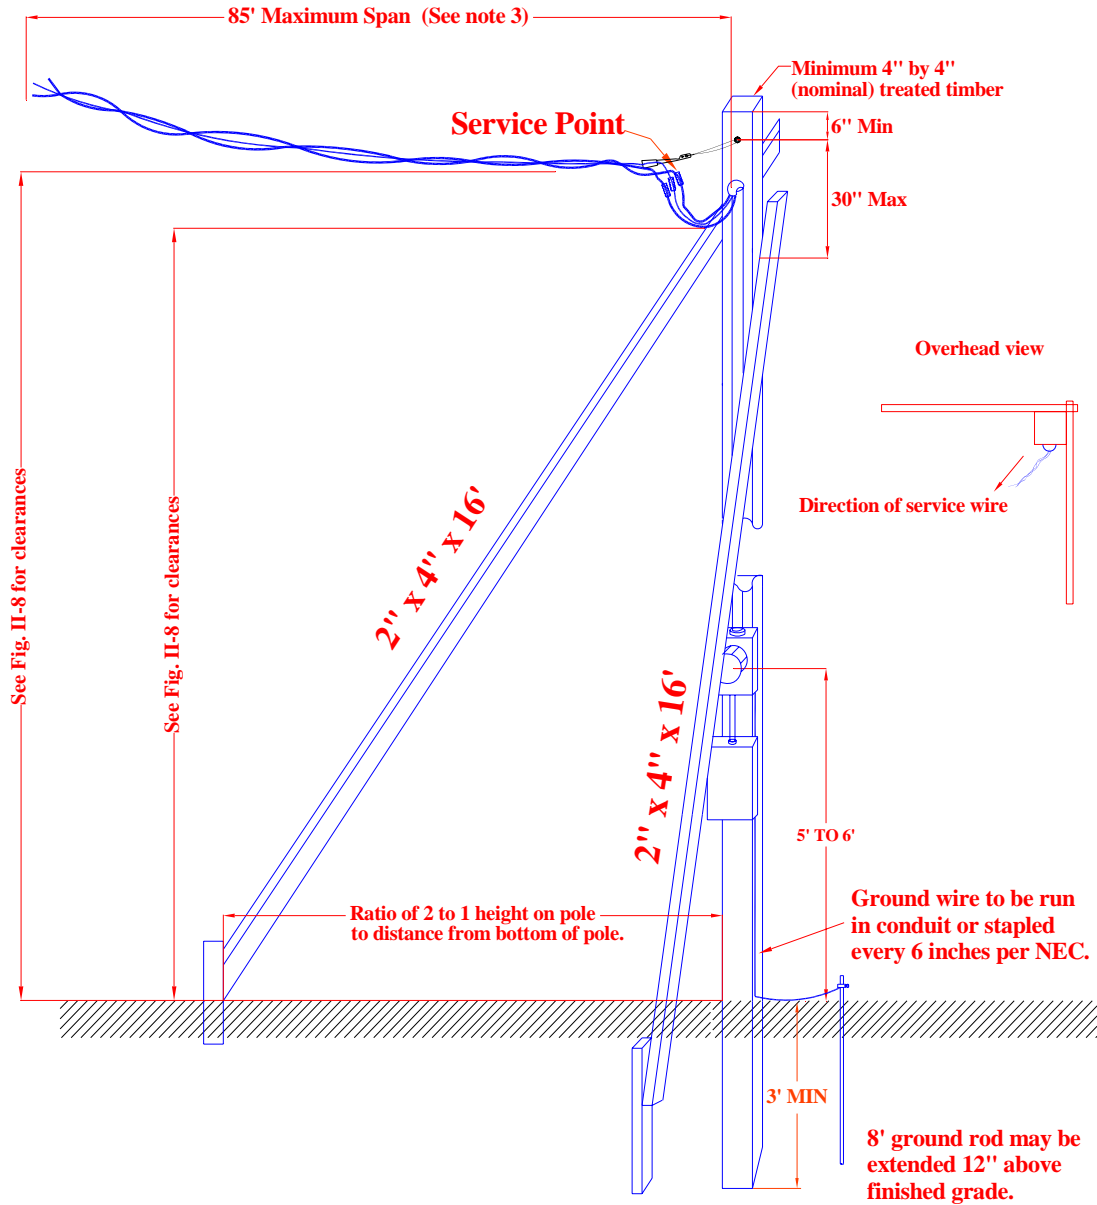 85' Maximum Span (See note 3)
Minimum 4" by 4"
(nominal) treated timber
Service Point
6" Min
30" Max
Overhead view
Direction of service wire
See Fig. II-8 for clearances
See Fig. II-8 for clearances
2" x 4" x 16'
2" x 4" x 16'
5' TO 6'
Ratio of 2 to 1 height on pole
to distance from bottom of pole.
Ground wire to be run
in conduit or stapled
every 6 inches per NEC.
3' MIN
8' ground rod may be
extended 12" above
finished grade.